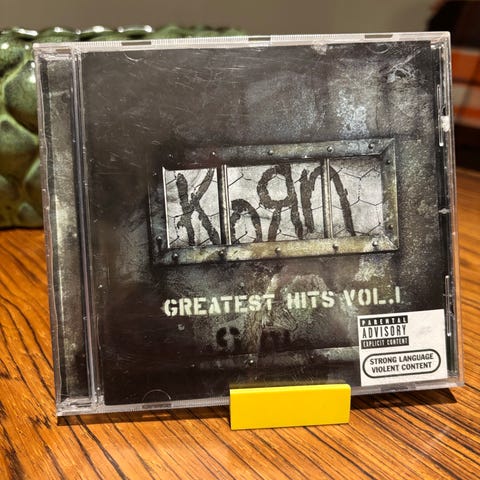 KoЯn
GREATEST HITS VOL.1
PARENTAL
ADVISORY
EXPLICIT CONTENT
STRONG LANGUAGE
VIOLENT CONTENT